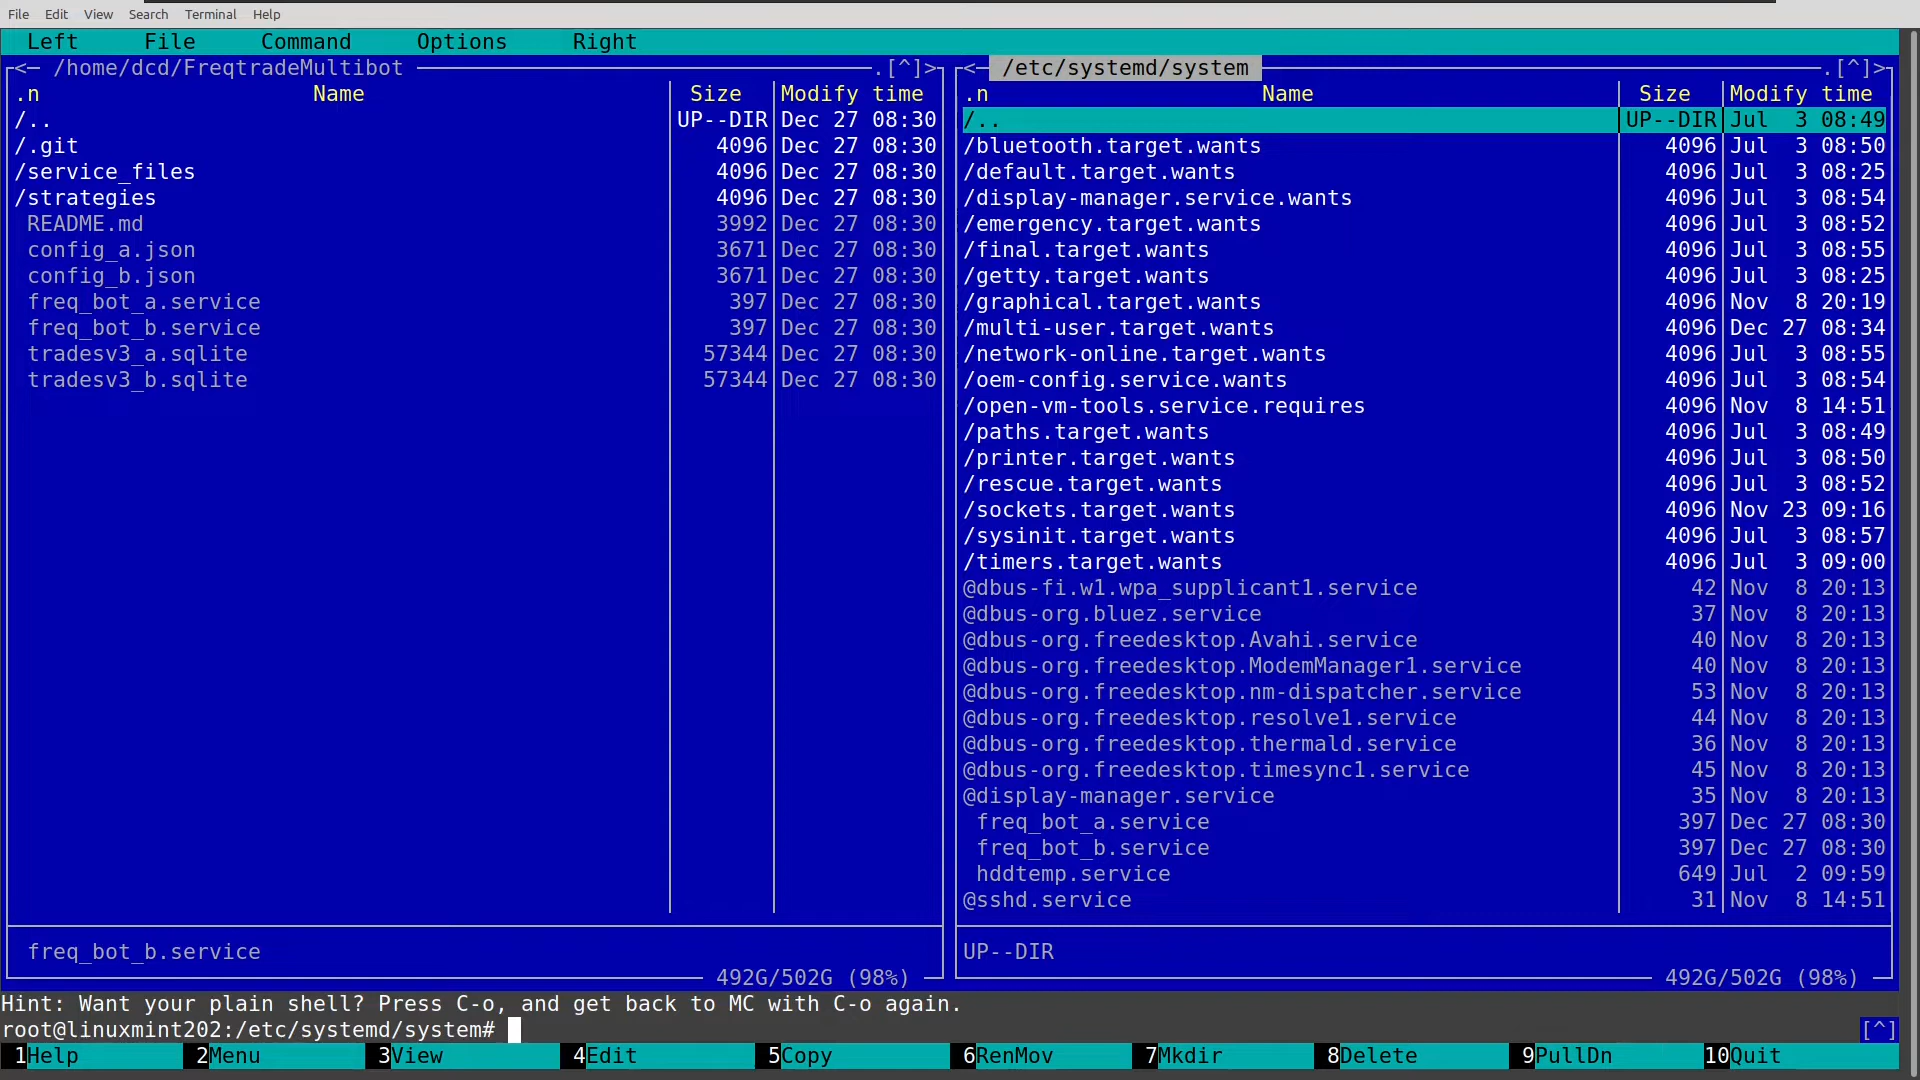 File Edit View Search Terminal Help
Left File Command Options Right
<─ /home/dcd/FreqtradeMultibot .[^]>
.n Name Size Modify time
/.. UP--DIR Dec 27 08:30
/.git 4096 Dec 27 08:30
/service_files 4096 Dec 27 08:30
/strategies 4096 Dec 27 08:30
README.md 3992 Dec 27 08:30
config_a.json 3671 Dec 27 08:30
config_b.json 3671 Dec 27 08:30
freq_bot_a.service 397 Dec 27 08:30
freq_bot_b.service 397 Dec 27 08:30
tradesv3_a.sqlite 57344 Dec 27 08:30
tradesv3_b.sqlite 57344 Dec 27 08:30
freq_bot_b.service
492G/502G (98%)
<─ /etc/systemd/system .[^]>
.n Name Size Modify time
/.. UP--DIR Jul 3 08:49
/bluetooth.target.wants 4096 Jul 3 08:50
/default.target.wants 4096 Jul 3 08:25
/display-manager.service.wants 4096 Jul 3 08:54
/emergency.target.wants 4096 Jul 3 08:52
/final.target.wants 4096 Jul 3 08:55
/getty.target.wants 4096 Jul 3 08:25
/graphical.target.wants 4096 Nov 8 20:19
/multi-user.target.wants 4096 Dec 27 08:34
/network-online.target.wants 4096 Jul 3 08:55
/oem-config.service.wants 4096 Jul 3 08:54
/open-vm-tools.service.requires 4096 Nov 8 14:51
/paths.target.wants 4096 Jul 3 08:49
/printer.target.wants 4096 Jul 3 08:50
/rescue.target.wants 4096 Jul 3 08:52
/sockets.target.wants 4096 Nov 23 09:16
/sysinit.target.wants 4096 Jul 3 08:57
/timers.target.wants 4096 Jul 3 09:00
@dbus-fi.w1.wpa_supplicant1.service 42 Nov 8 20:13
@dbus-org.bluez.service 37 Nov 8 20:13
@dbus-org.freedesktop.Avahi.service 40 Nov 8 20:13
@dbus-org.freedesktop.ModemManager1.service 40 Nov 8 20:13
@dbus-org.freedesktop.nm-dispatcher.service 53 Nov 8 20:13
@dbus-org.freedesktop.resolve1.service 44 Nov 8 20:13
@dbus-org.freedesktop.thermald.service 36 Nov 8 20:13
@dbus-org.freedesktop.timesync1.service 45 Nov 8 20:13
@display-manager.service 35 Nov 8 20:13
freq_bot_a.service 397 Dec 27 08:30
freq_bot_b.service 397 Dec 27 08:30
hddtemp.service 649 Jul 2 09:59
@sshd.service 31 Nov 8 14:51
UP--DIR
492G/502G (98%)
Hint: Want your plain shell? Press C-o, and get back to MC with C-o again.
root@linuxmint202:/etc/systemd/system# [^]
1Help 2Menu 3View 4Edit 5Copy 6RenMov 7Mkdir 8Delete 9PullDn 10Quit